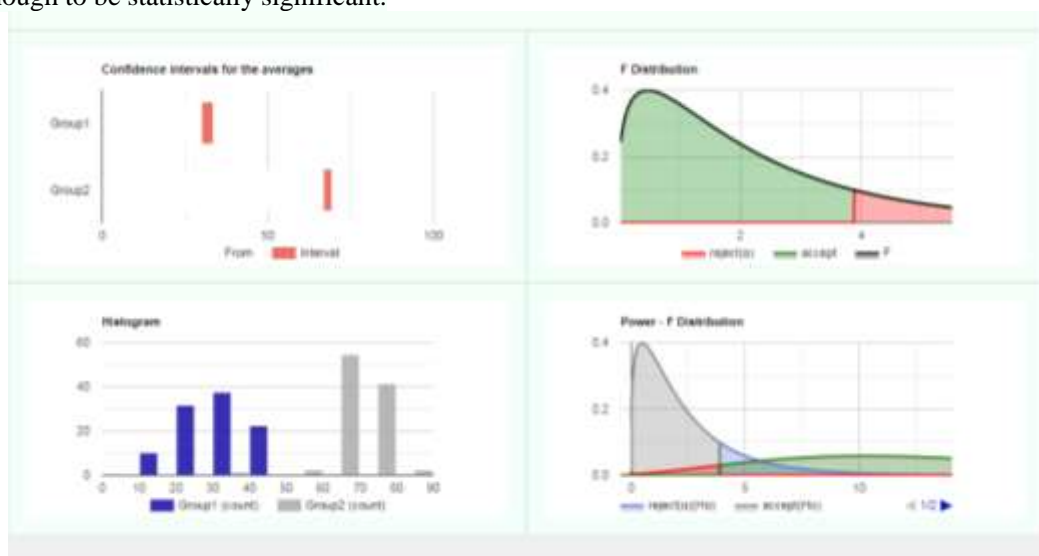 ough to be statistically significant.
Confidence intervals for the averages
Group1
Group2
0 50 100
From Interval
F Distribution
0.4
0.2
0.0
2 4
reject(α) accept F
Histogram
60
40
20
0
0 10 20 30 40 50 60 70 80 90
Group1 (count) Group2 (count)
Power - F Distribution
0.4
0.2
0.0
0 5 10
reject(α)(H0) accept(H0) 1/2